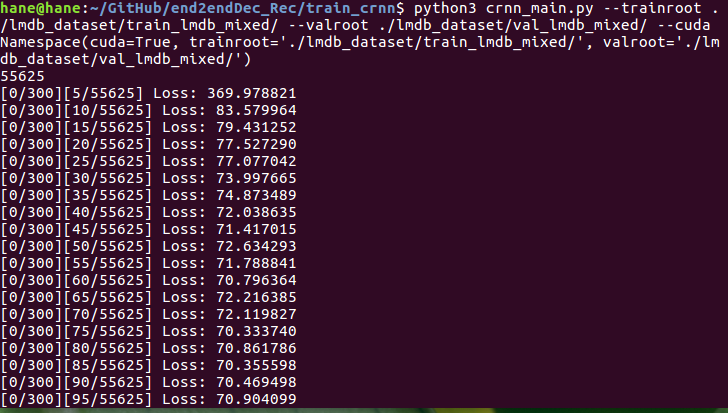 hane@hane:~/GitHub/end2endDec_Rec/train_crnn$ python3 crnn_main.py --trainroot .
/lmdb_dataset/train_lmdb_mixed/ --valroot ./lmdb_dataset/val_lmdb_mixed/ --cuda
Namespace(cuda=True, trainroot='./lmdb_dataset/train_lmdb_mixed/', valroot='./lm
db_dataset/val_lmdb_mixed/')
55625
[0/300][5/55625] Loss: 369.978821
[0/300][10/55625] Loss: 83.579964
[0/300][15/55625] Loss: 79.431252
[0/300][20/55625] Loss: 77.527290
[0/300][25/55625] Loss: 77.077042
[0/300][30/55625] Loss: 73.997665
[0/300][35/55625] Loss: 74.873489
[0/300][40/55625] Loss: 72.038635
[0/300][45/55625] Loss: 71.417015
[0/300][50/55625] Loss: 72.634293
[0/300][55/55625] Loss: 71.788841
[0/300][60/55625] Loss: 70.796364
[0/300][65/55625] Loss: 72.216385
[0/300][70/55625] Loss: 72.119827
[0/300][75/55625] Loss: 70.333740
[0/300][80/55625] Loss: 70.861786
[0/300][85/55625] Loss: 70.355598
[0/300][90/55625] Loss: 70.469498
[0/300][95/55625] Loss: 70.904099